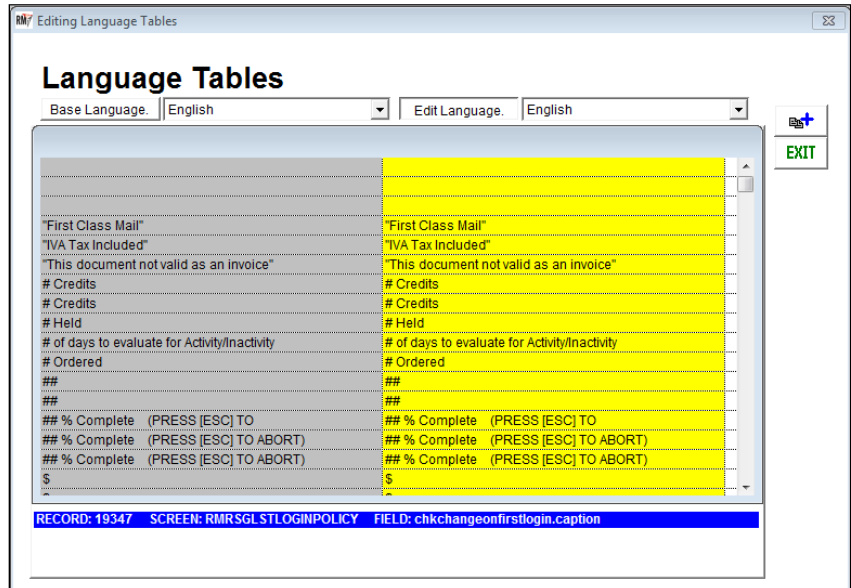 RM Editing Language Tables
Language Tables
Base Language. English Edit Language. English
EXIT
"First Class Mail" "First Class Mail"
"IVA Tax Included" "IVA Tax Included"
"This document not valid as an invoice" "This document not valid as an invoice"
# Credits # Credits
# Credits # Credits
# Held # Held
# of days to evaluate for Activity/Inactivity # of days to evaluate for Activity/Inactivity
# Ordered # Ordered
## ##
## ##
## % Complete (PRESS [ESC] TO ## % Complete (PRESS [ESC] TO
## % Complete (PRESS [ESC] TO ABORT) ## % Complete (PRESS [ESC] TO ABORT)
## % Complete (PRESS [ESC] TO ABORT) ## % Complete (PRESS [ESC] TO ABORT)
$ $
RECORD: 19347 SCREEN: RMRSGLSTLOGINPOLICY FIELD: chkchangeonfirstlogin.caption